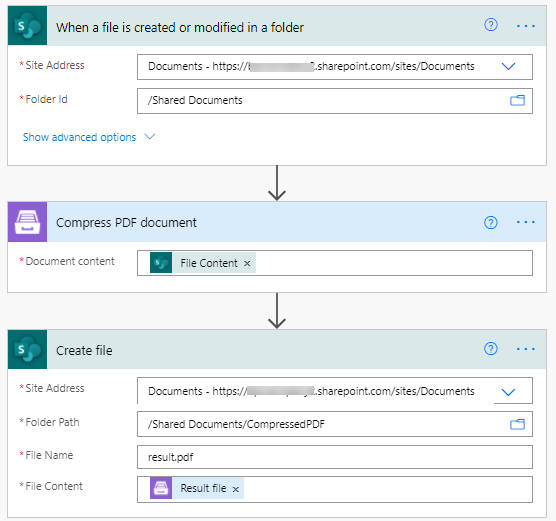 When a file is created or modified in a folder
* Site Address
Documents - https://.sharepoint.com/sites/Documents
* Folder Id
/Shared Documents
Show advanced options
Compress PDF document
* Document content
File Content ×
Create file
* Site Address
Documents - https://.sharepoint.com/sites/Documents
* Folder Path
/Shared Documents/CompressedPDF
* File Name
result.pdf
* File Content
Result file ×